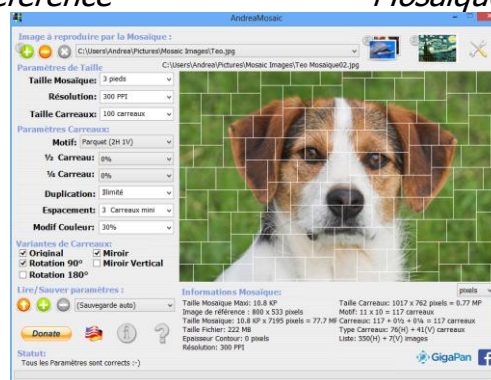 AndreaMosaic
Image à reproduire par la Mosaïque :
C:\Users\Andrea\Pictures\Mosaic Images\Teo.jpg
C:\Users\Andrea\Pictures\Mosaic Images\Teo Mosaique02.jpg
Paramètres de Taille
Taille Mosaïque: 3 pieds
Résolution: 300 PPI
Taille Carreaux: 100 carreaux
Paramètres Carreaux:
Motif: Parquet (2H 1V)
½ Carreau: 0%
¼ Carreau: 0%
Duplication: Illimité
Espacement: 3 Carreaux mini
Modif Couleur: 30%
Variantes de Carreaux:
Original Miroir
Rotation 90° Miroir Vertical
Rotation 180°
Lire/Sauver paramètres :
(Sauvegarde auto)
Donate
Statut:
Tous les Paramètres sont corrects :-)
Informations Mosaïque:
pixels
Taille Mosaique Maxi: 10.8 KP
Image de référence : 800 x 533 pixels
Taille Mosaique: 10.8 KP x 7195 pixels = 77.7 MP
Taille Fichier: 222 MB
Epaisseur Contour: 0 pixels
Résolution: 300 PPI
Taille Carreaux: 1017 x 762 pixels = 0.77 MP
Motif: 11 x 10 = 117 carreaux
Carreaux: 117 + 0½ + 0¼ = 117 carreaux
Type Carreaux: 76(H) + 41(V) carreaux
Liste: 550(H) + 7(V) images
GigaPan